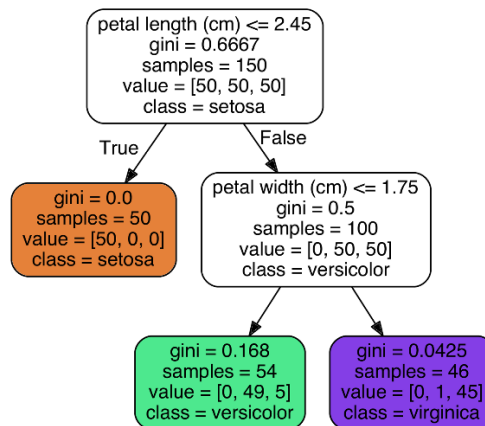 petal length (cm) <= 2.45
gini = 0.6667
samples = 150
value = [50, 50, 50]
class = setosa
True
False
gini = 0.0
samples = 50
value = [50, 0, 0]
class = setosa
petal width (cm) <= 1.75
gini = 0.5
samples = 100
value = [0, 50, 50]
class = versicolor
gini = 0.168
samples = 54
value = [0, 49, 5]
class = versicolor
gini = 0.0425
samples = 46
value = [0, 1, 45]
class = virginica